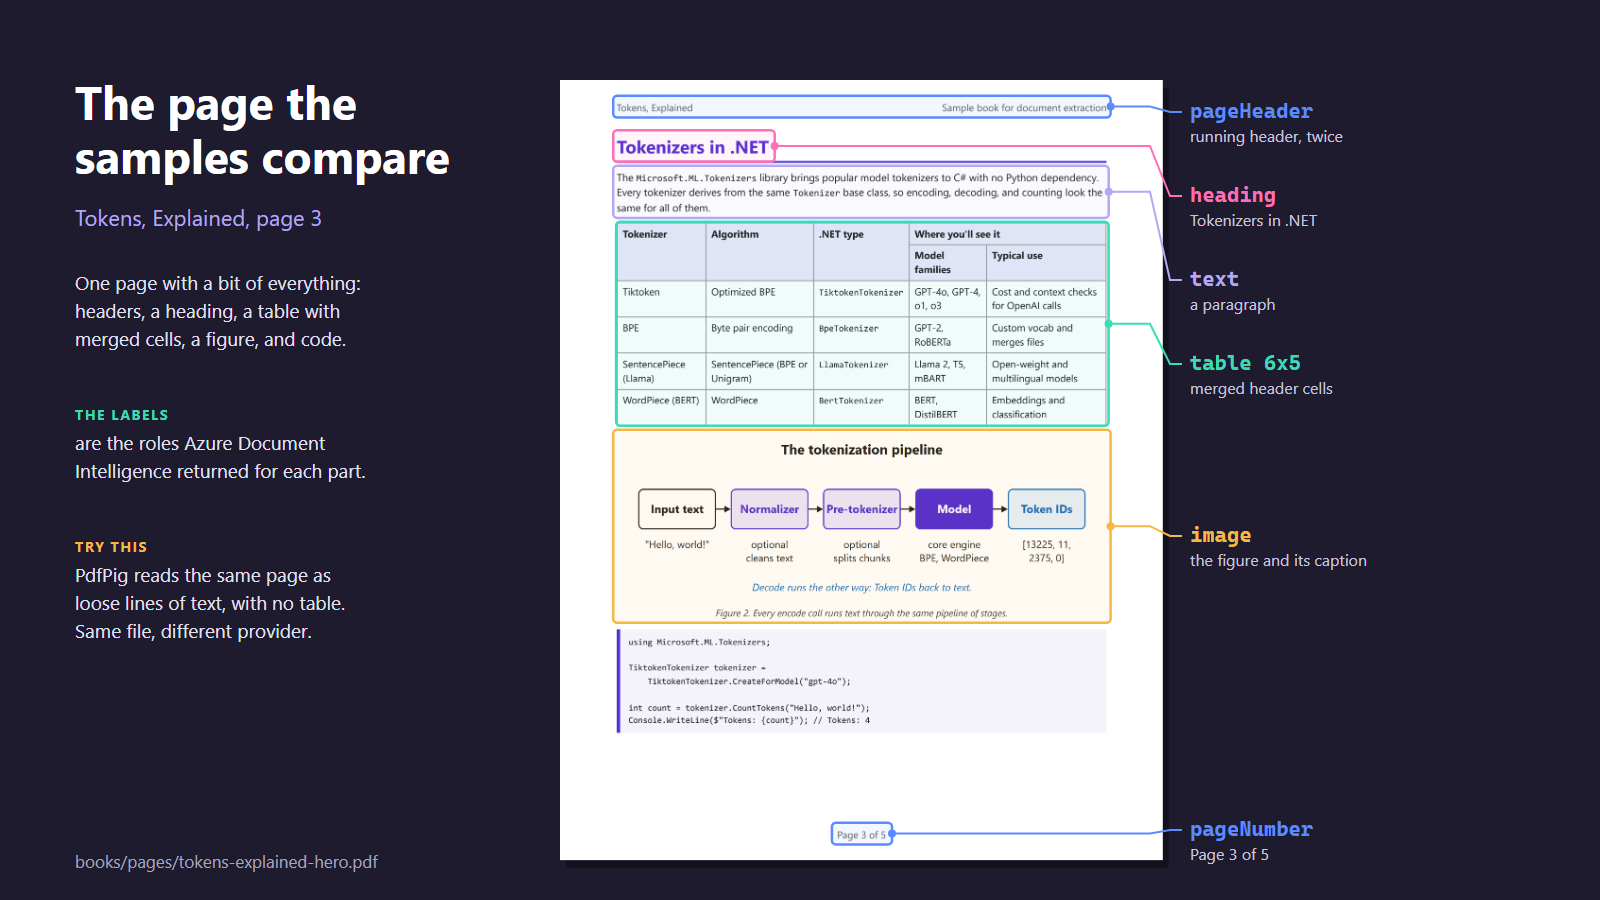 The page the
samples compare
Tokens, Explained, page 3
One page with a bit of everything:
headers, a heading, a table with
merged cells, a figure, and code.
THE LABELS
are the roles Azure Document
Intelligence returned for each part.
TRY THIS
PdfPig reads the same page as
loose lines of text, with no table.
Same file, different provider.
books/pages/tokens-explained-hero.pdf
Tokens, Explained
Sample book for document extraction
Tokenizers in .NET
The Microsoft.ML.Tokenizers library brings popular model tokenizers to C# with no Python dependency.
Every tokenizer derives from the same Tokenizer base class, so encoding, decoding, and counting look the
same for all of them.
Tokenizer
Algorithm
.NET type
Where you'll see it
Model
families
Typical use
Tiktoken
Optimized BPE
TiktokenTokenizer
GPT-4o, GPT-4,
o1, o3
Cost and context checks
for OpenAI calls
BPE
Byte pair encoding
BpeTokenizer
GPT-2,
RoBERTa
Custom vocab and
merges files
SentencePiece
(Llama)
SentencePiece (BPE or
Unigram)
LlamaTokenizer
Llama 2, T5,
mBART
Open-weight and
multilingual models
WordPiece (BERT)
WordPiece
BertTokenizer
BERT,
DistilBERT
Embeddings and
classification
The tokenization pipeline
Input text
Normalizer
Pre-tokenizer
Model
Token IDs
"Hello, world!"
optional
cleans text
optional
splits chunks
core engine
BPE, WordPiece
[13225, 11,
2375, 0]
Decode runs the other way: Token IDs back to text.
Figure 2. Every encode call runs text through the same pipeline of stages.
using Microsoft.ML.Tokenizers;
TiktokenTokenizer tokenizer =
TiktokenTokenizer.CreateForModel("gpt-4o");
int count = tokenizer.CountTokens("Hello, world!");
Console.WriteLine($"Tokens: {count}"); // Tokens: 4
Page 3 of 5
pageHeader
running header, twice
heading
Tokenizers in .NET
text
a paragraph
table 6x5
merged header cells
image
the figure and its caption
pageNumber
Page 3 of 5